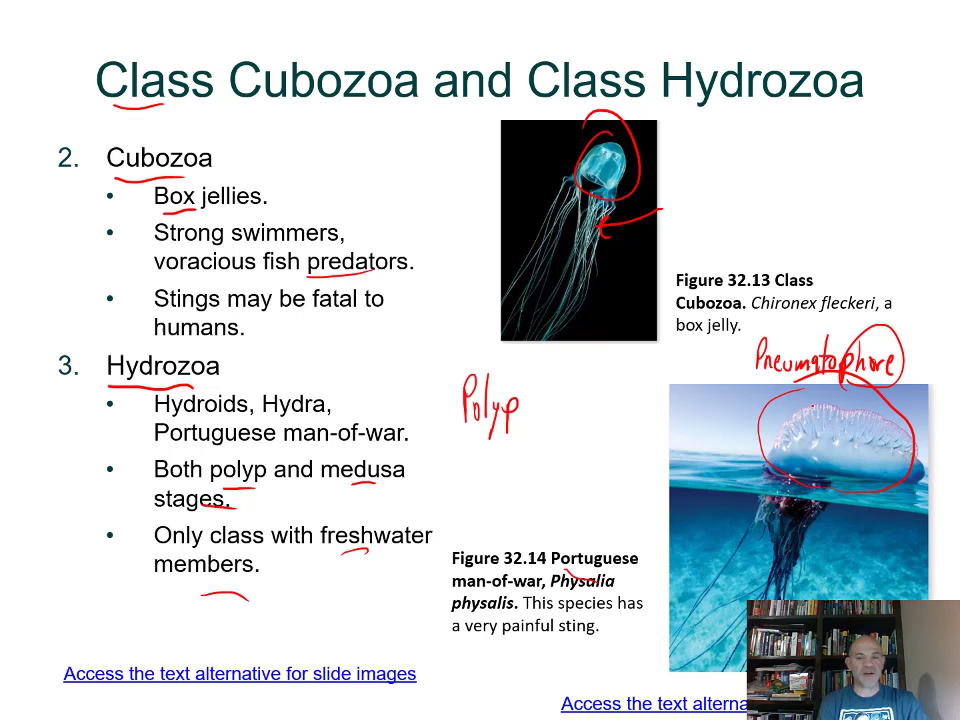 Class Cubozoa and Class Hydrozoa
2. Cubozoa
• Box jellies.
• Strong swimmers,
voracious fish predators.
• Stings may be fatal to
humans.
3. Hydrozoa
• Hydroids, Hydra,
Portuguese man-of-war.
• Both polyp and medusa
stages.
• Only class with freshwater
members.
Access the text alternative for slide images
Figure 32.13 Class
Cubozoa. Chironex fleckeri, a
box jelly.
Pneumatophore
Polyp
Figure 32.14 Portuguese
man-of-war, Physalia
physalis. This species has
a very painful sting.
Access the text alterna